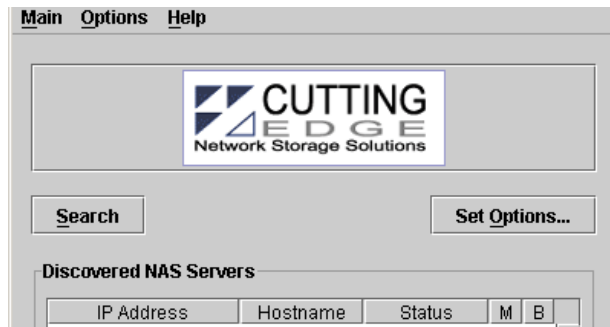 Main Options Help
CUTTING
EDGE
Network Storage Solutions
Search Set Options...
Discovered NAS Servers
IP Address Hostname Status M B